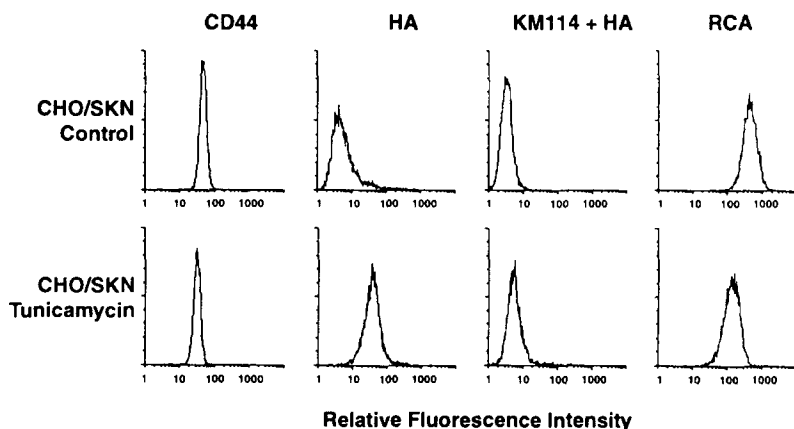 CD44 HA KM114 + HA RCA
CHO/SKN
Control
1 10 100 1000 1 10 100 1000 1 10 100 1000 1 10 100 1000
CHO/SKN
Tunicamycin
1 10 100 1000 1 10 100 1000 1 10 100 1000 1 10 100 1000
Relative Fluorescence Intensity